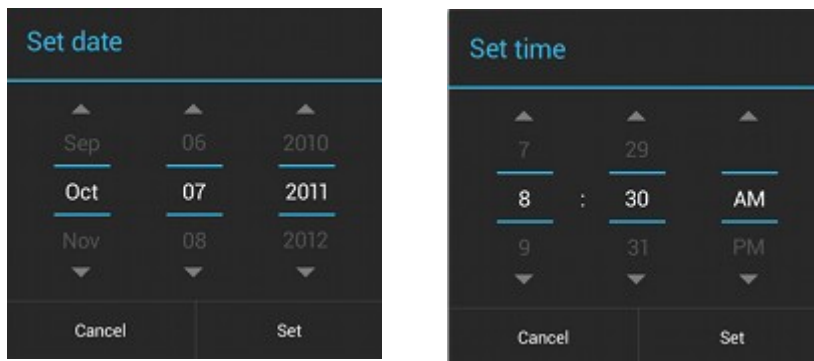 Set date
Sep 06 2010
Oct 07 2011
Nov 08 2012
Cancel Set
Set time
7 29
8 : 30 AM
9 31 PM
Cancel Set